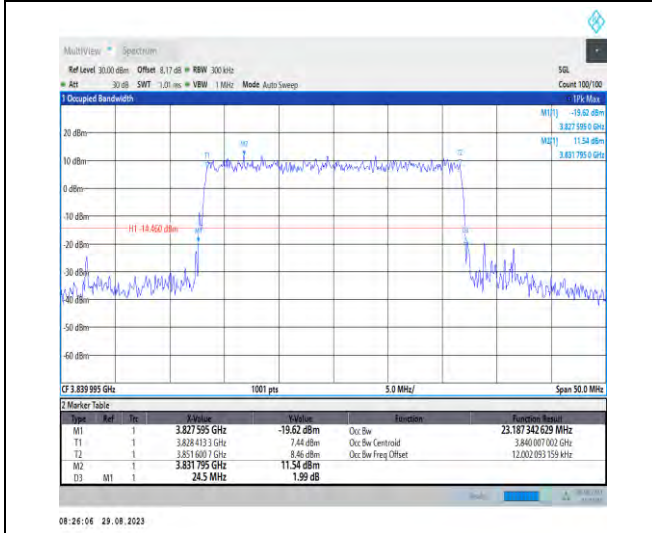 MultiView Spectrum
Ref Level 30.00 dBm Offset 8.17 dB RBW 300 kHz SGL
Att 30 dB SWT 1.01 ms VBW 1 MHz Mode Auto Sweep Count 100/100
1 Occupied Bandwidth 1Pk Max
M1(1) -19.62 dBm
3.827 595 0 GHz
M2(1) 11.54 dBm
3.831 795 0 GHz
20 dBm
M2
T1 T2
10 dBm
0 dBm
-10 dBm
H1 -14.460 dBm
M1
-20 dBm
-30 dBm
-40 dBm
-50 dBm
-60 dBm
CF 3.839 995 GHz 1001 pts 5.0 MHz/ Span 50.0 MHz
2 Marker Table
Type Ref Trc X-Value Y-Value Function Function Result
M1 1 3.827 595 GHz -19.62 dBm Occ Bw 23.187 342 629 MHz
T1 1 3.828 413 3 GHz 7.44 dBm Occ Bw Centroid 3.840 007 002 GHz
T2 1 3.851 600 7 GHz 8.46 dBm Occ Bw Freq Offset 12.002 093 159 kHz
M2 1 3.831 795 GHz 11.54 dBm
D3 M1 1 24.5 MHz 1.99 dB
08:26:06 29.08.2023